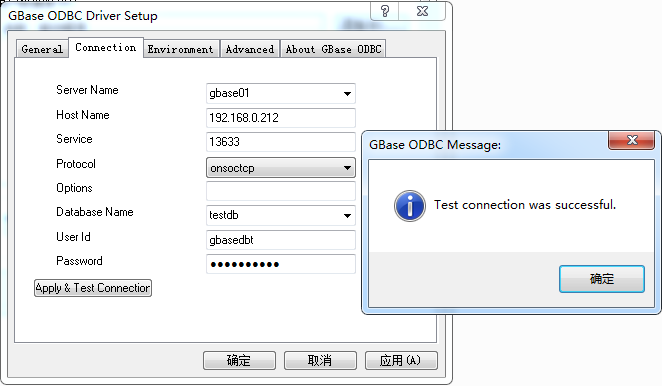 GBase ODBC Driver Setup
General
Connection
Environment
Advanced
About GBase ODBC
Server Name
gbase01
Host Name
192.168.0.212
Service
13633
Protocol
onsoctcp
Options
Database Name
testdb
User Id
gbasedbt
Password
●●●●●●●●●●
Apply & Test Connection
确定
取消
应用(A)
GBase ODBC Message:
Test connection was successful.
确定